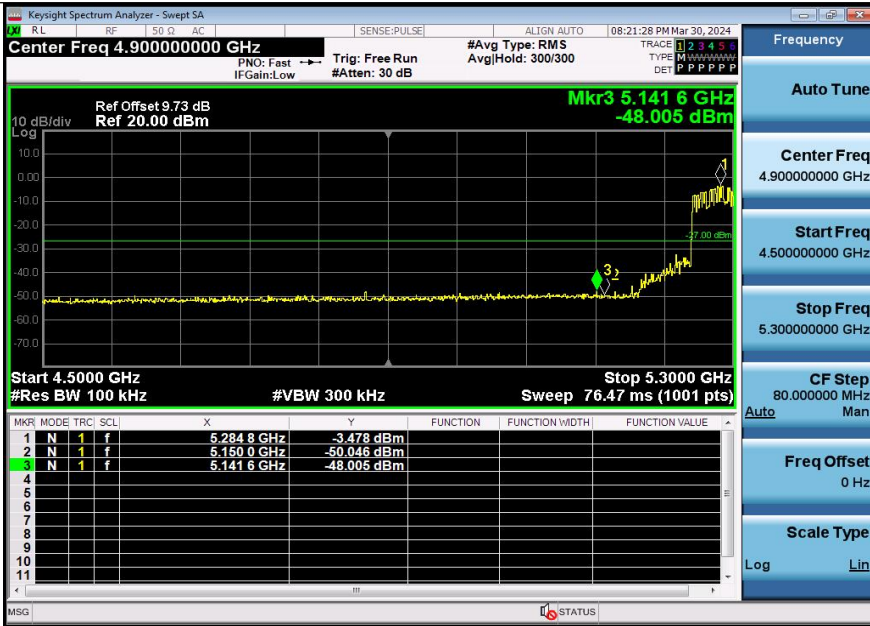 Keysight Spectrum Analyzer - Swept SA
LXI RL RF 50 Ω AC SENSE:PULSE ALIGN AUTO 08:21:28 PM Mar 30, 2024
Center Freq 4.900000000 GHz
PNO: Fast
IFGain:Low
Trig: Free Run
#Atten: 30 dB
#Avg Type: RMS
Avg|Hold: 300/300
TRACE 1 2 3 4 5 6
TYPE M W W W W W
DET P P P P P P
Mkr3 5.141 6 GHz
-48.005 dBm
Ref Offset 9.73 dB
10 dB/div Ref 20.00 dBm
Log
10.0
0.00
-10.0
-20.0
-30.0
-40.0
-50.0
-60.0
-70.0
1
-27.00 dBm
3 2
Start 4.5000 GHz Stop 5.3000 GHz
#Res BW 100 kHz #VBW 300 kHz Sweep 76.47 ms (1001 pts)
MKR MODE TRC SCL X Y FUNCTION FUNCTION WIDTH FUNCTION VALUE
1 N 1 f 5.284 8 GHz -3.478 dBm
2 N 1 f 5.150 0 GHz -50.046 dBm
3 N 1 f 5.141 6 GHz -48.005 dBm
4
5
6
7
8
9
10
11
MSG STATUS
Frequency
Auto Tune
Center Freq
4.900000000 GHz
Start Freq
4.500000000 GHz
Stop Freq
5.300000000 GHz
CF Step
80.000000 MHz
Auto Man
Freq Offset
0 Hz
Scale Type
Log Lin